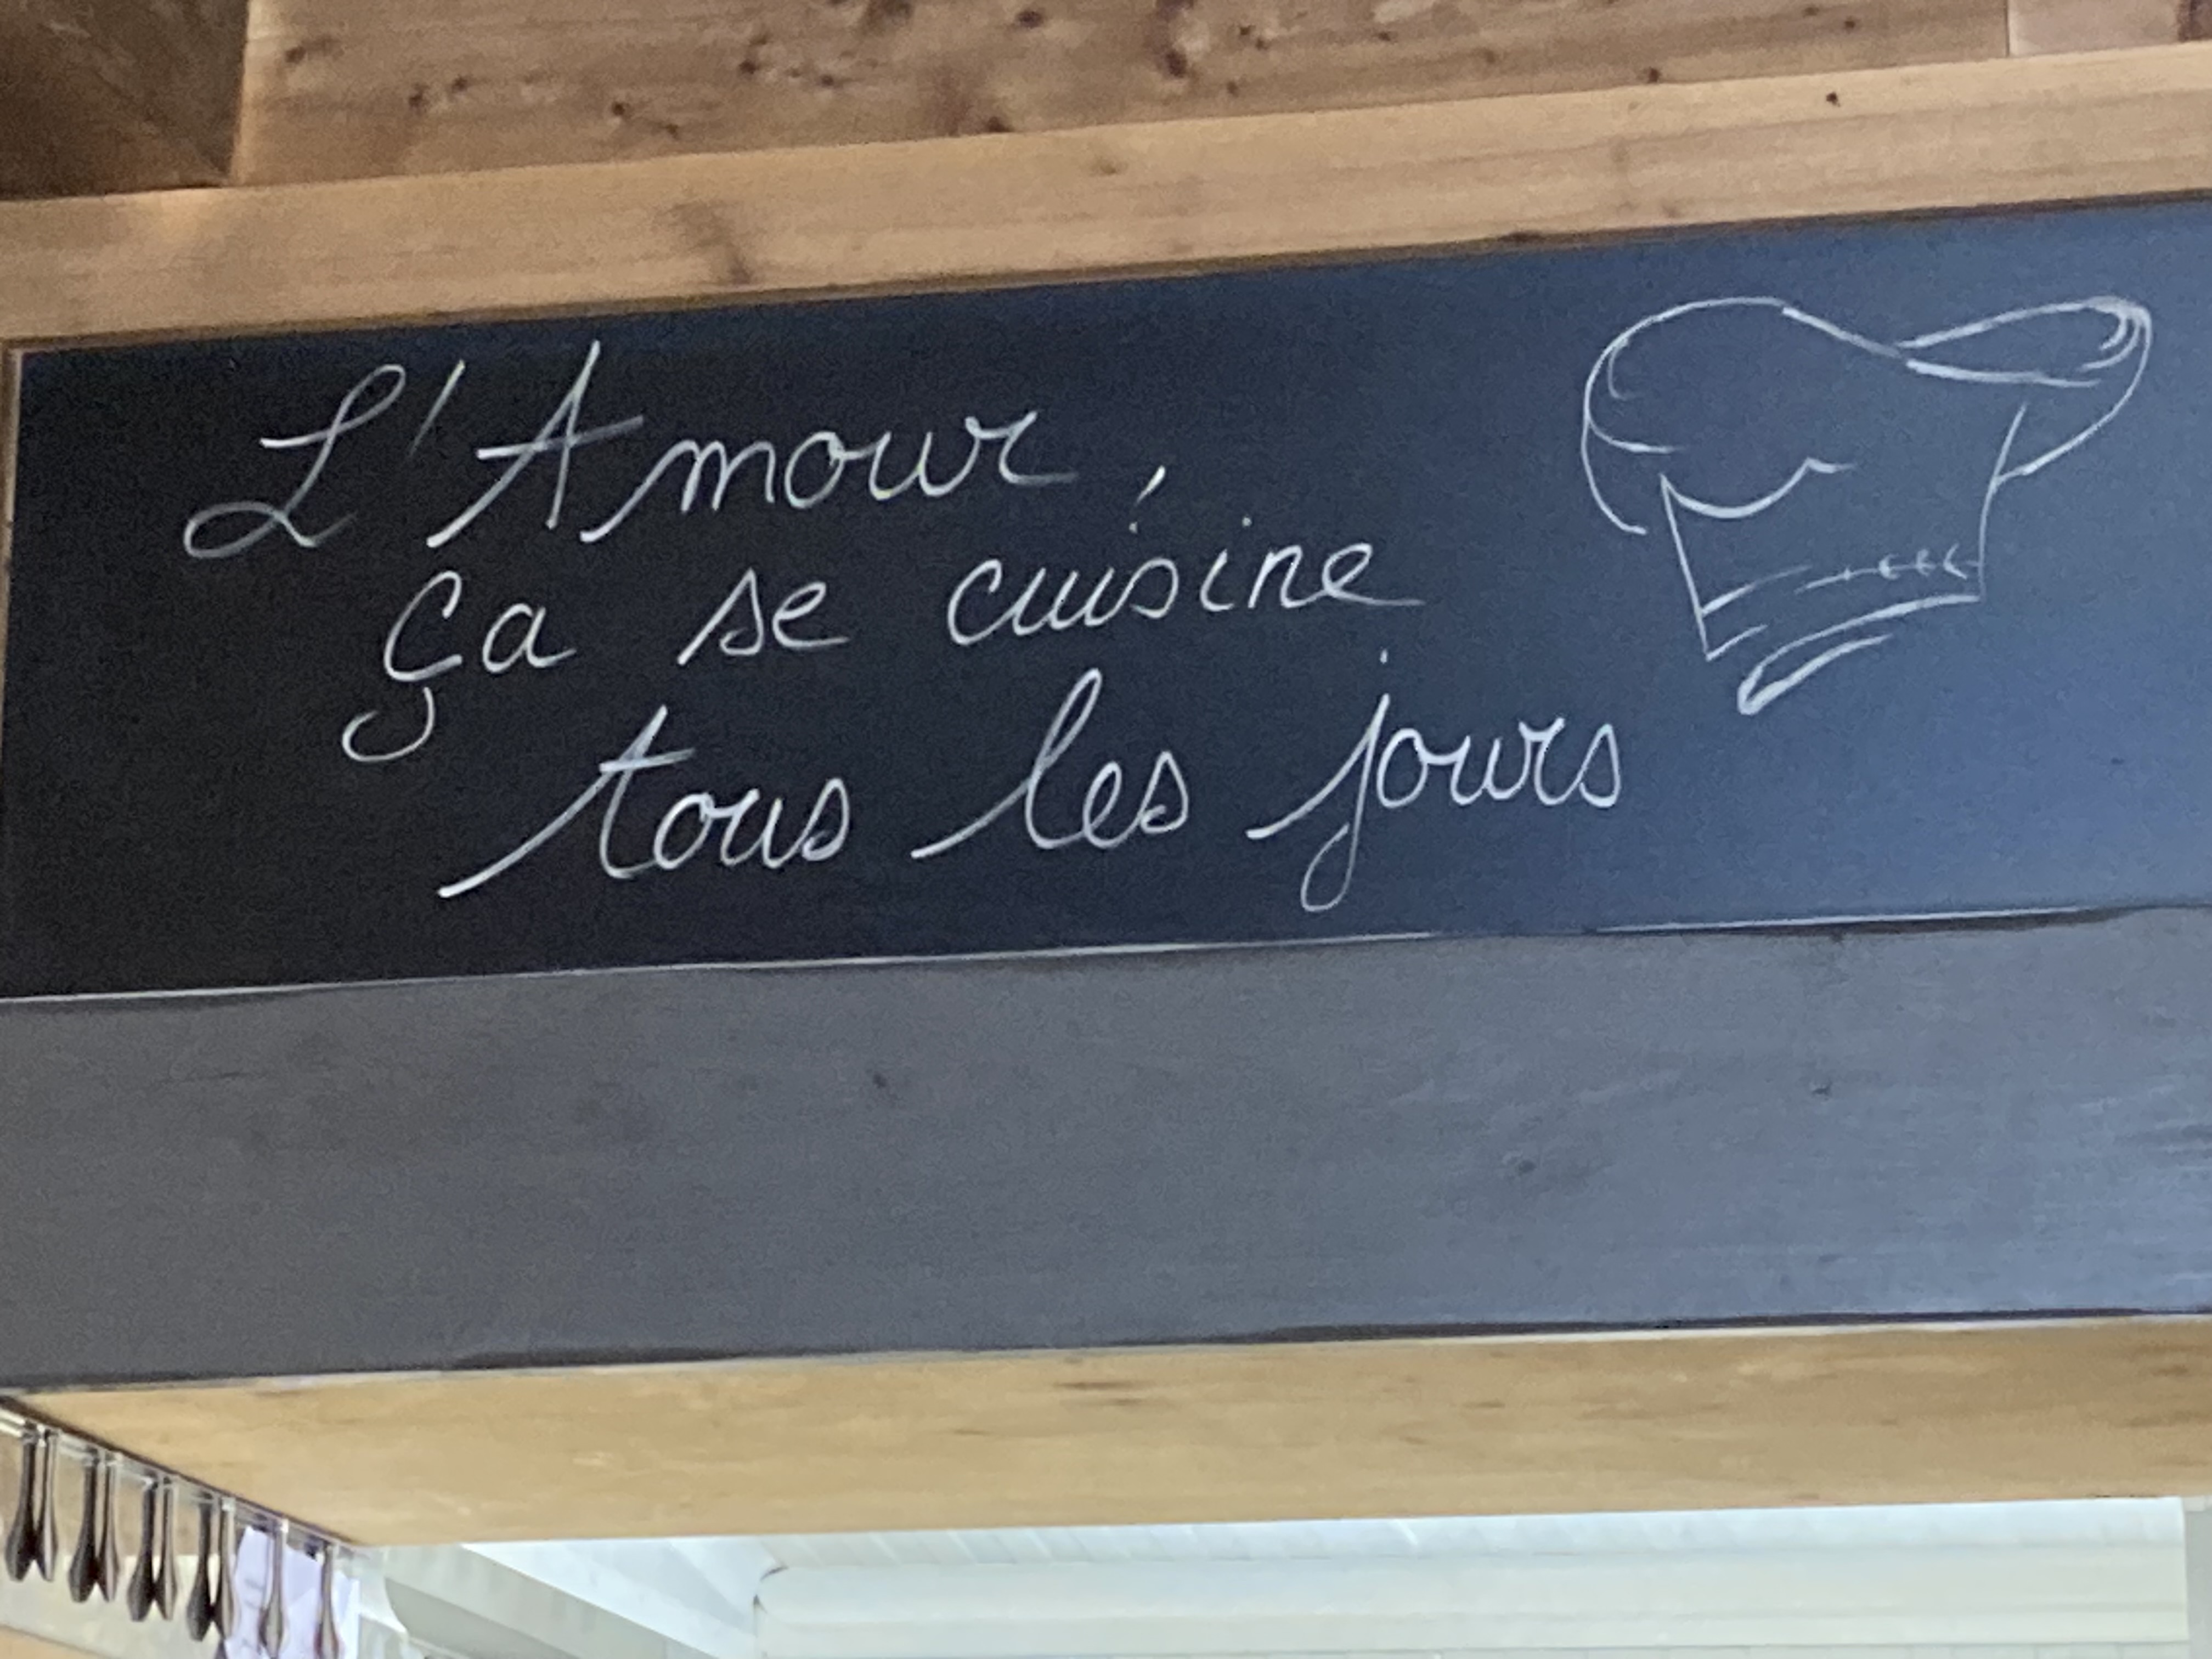 L'Amour,
Ça se cuisine
tous les jours